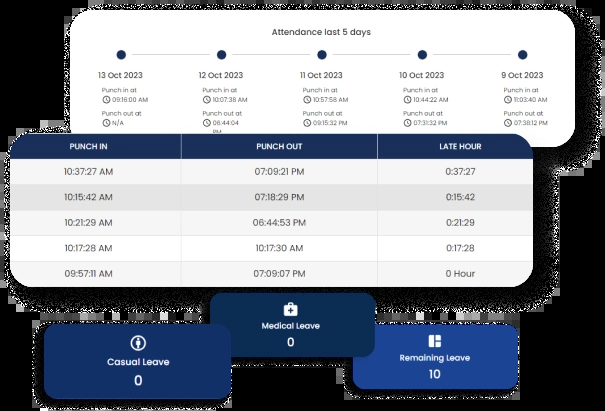 Attendance last 5 days
13 Oct 2023 12 Oct 2023 11 Oct 2023 10 Oct 2023 9 Oct 2023
Punch in at Punch in at Punch in at Punch in at Punch in at
09:16:00 AM 10:07:38 AM 10:57:58 AM 10:44:22 AM 11:03:40 AM
Punch out at Punch out at Punch out at Punch out at Punch out at
N/A 06:44:04 09:15:32 PM 07:31:32 PM 07:38:12 PM
PM
PUNCH IN PUNCH OUT LATE HOUR
10:37:27 AM 07:09:21 PM 0:37:27
10:15:42 AM 07:18:29 PM 0:15:42
10:21:29 AM 06:44:53 PM 0:21:29
10:17:28 AM 10:17:30 AM 0:17:28
09:57:11 AM 07:09:07 PM 0 Hour
Medical Leave
0
Casual Leave
0
Remaining Leave
10